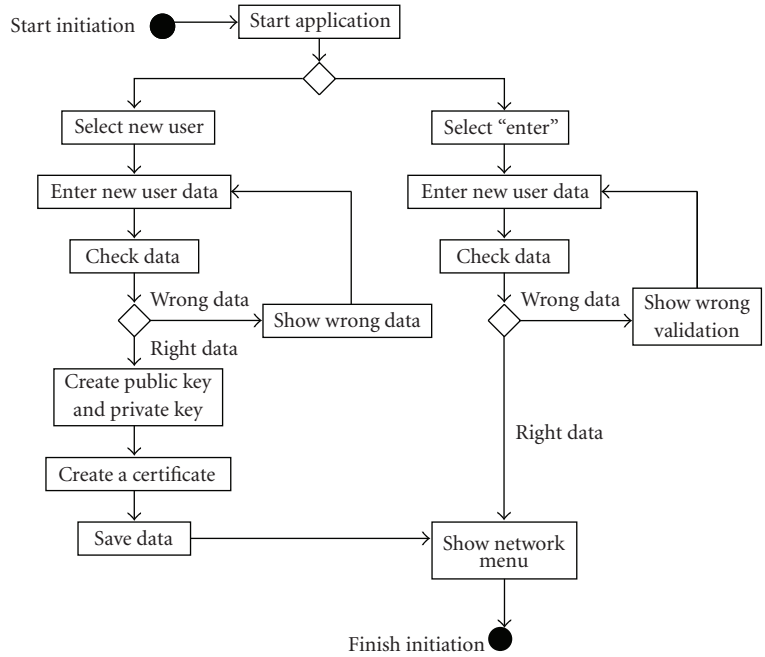 Start initiation
Start application
Select new user
Select “enter”
Enter new user data
Enter new user data
Check data
Check data
Wrong data
Wrong data
Show wrong data
Show wrong
validation
Right data
Create public key
and private key
Right data
Create a certificate
Save data
Show network
menu
Finish initiation